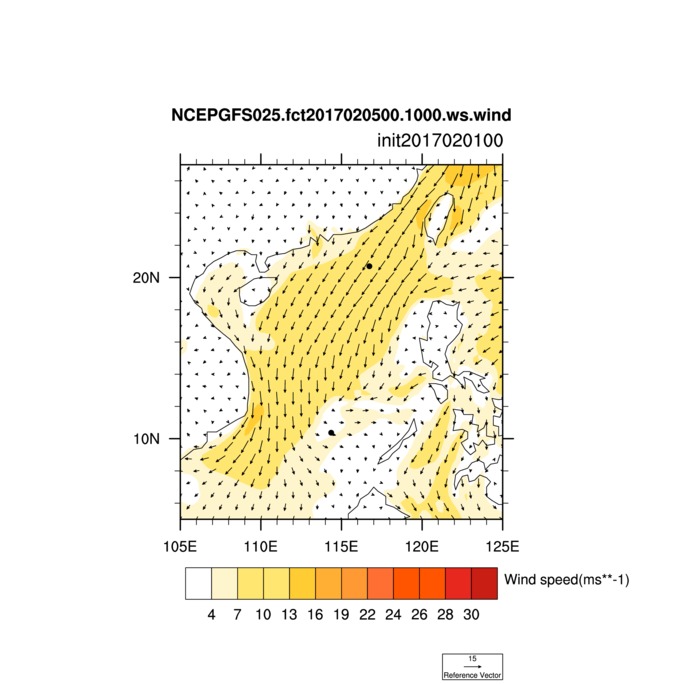 NCEPGFS025.fct2017020500.1000.ws.wind
init2017020100
20N
10N
105E 110E 115E 120E 125E
Wind speed(ms**-1)
4 7 10 13 16 19 22 24 26 28 30
15
Reference Vector